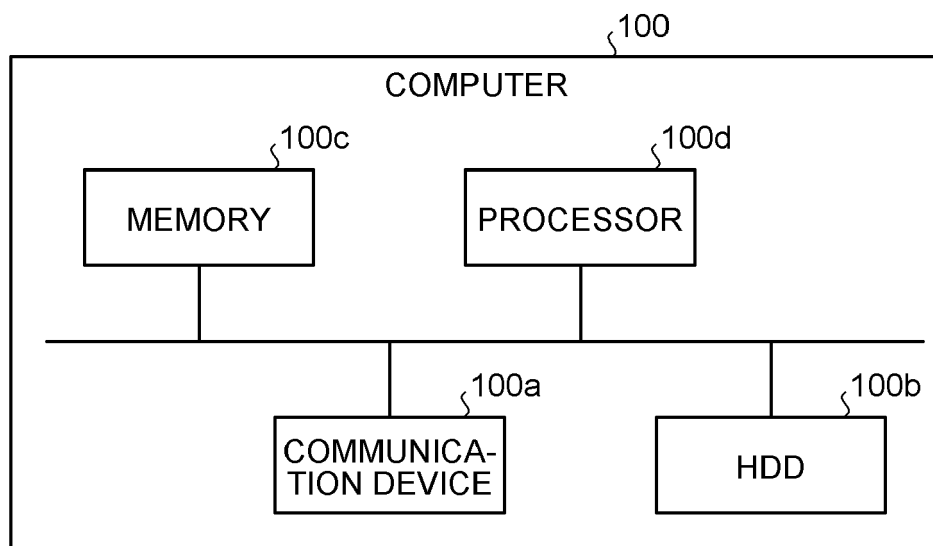 100
COMPUTER
100c
100d
MEMORY
PROCESSOR
100a
100b
COMMUNICA-
TION DEVICE
HDD